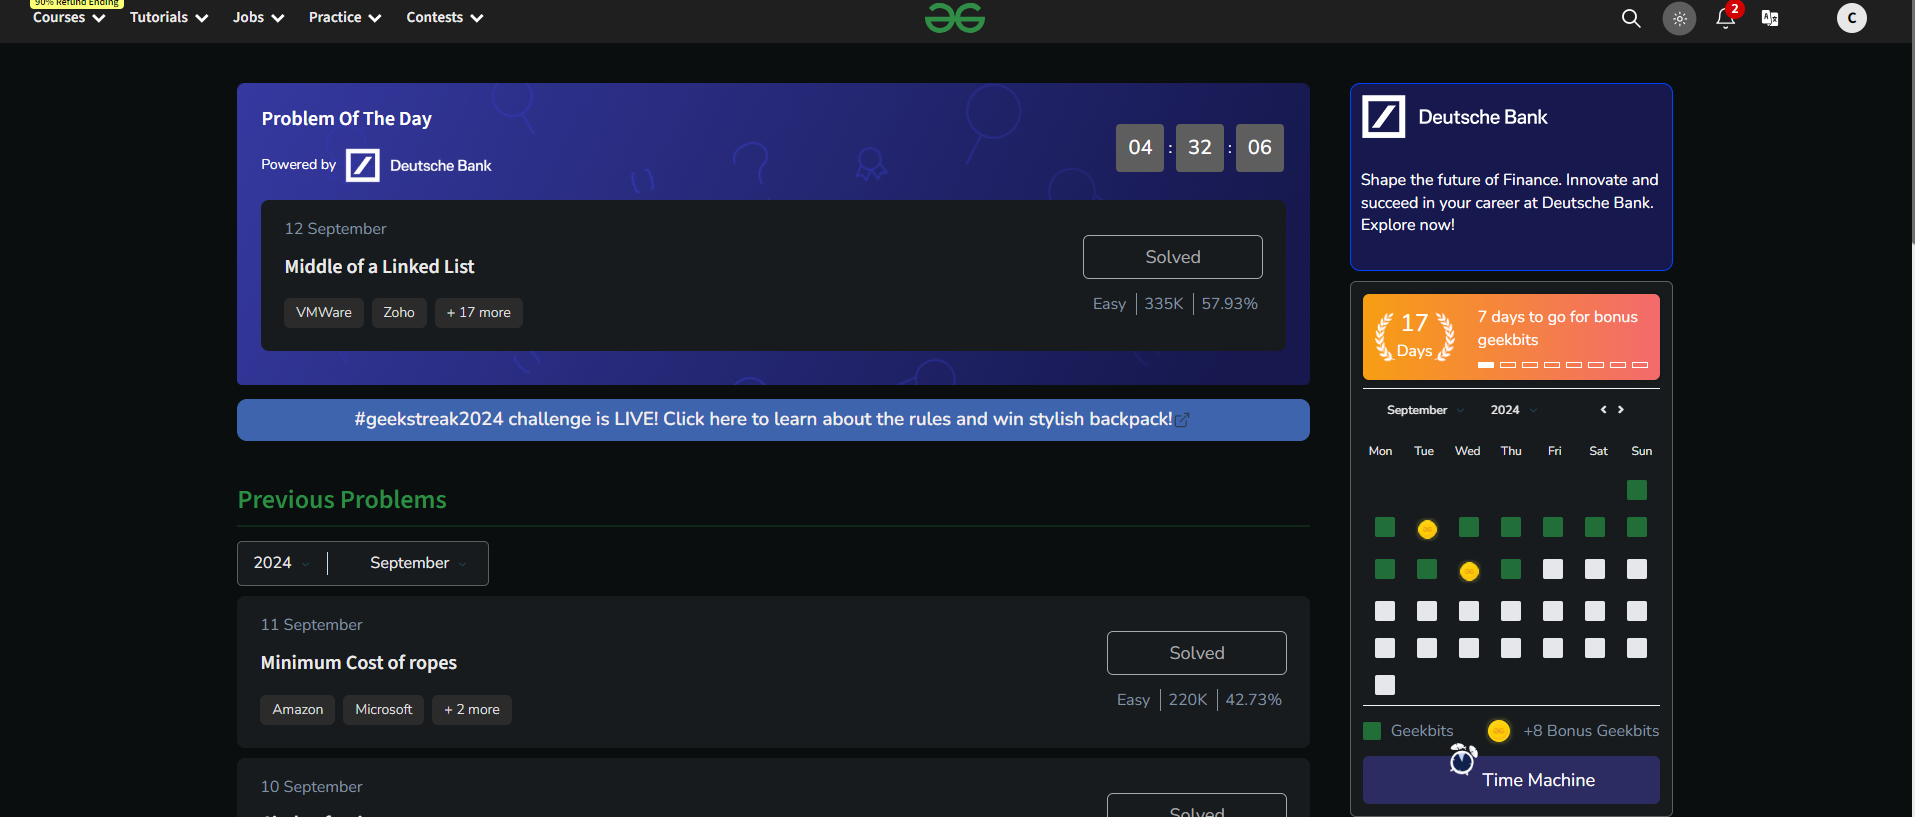 90% Refund Ending
Courses
Tutorials
Jobs
Practice
Contests
2
C
Problem Of The Day
Powered by
Deutsche Bank
04 : 32 : 06
12 September
Middle of a Linked List
VMWare
Zoho
+ 17 more
Solved
Easy | 335K | 57.93%
#geekstreak2024 challenge is LIVE! Click here to learn about the rules and win stylish backpack!
Previous Problems
2024 | September
11 September
Minimum Cost of ropes
Amazon
Microsoft
+ 2 more
Solved
Easy | 220K | 42.73%
10 September
Solved
Deutsche Bank
Shape the future of Finance. Innovate and
succeed in your career at Deutsche Bank.
Explore now!
17
Days
7 days to go for bonus
geekbits
September
2024
Mon Tue Wed Thu Fri Sat Sun
Geekbits
+8 Bonus Geekbits
Time Machine